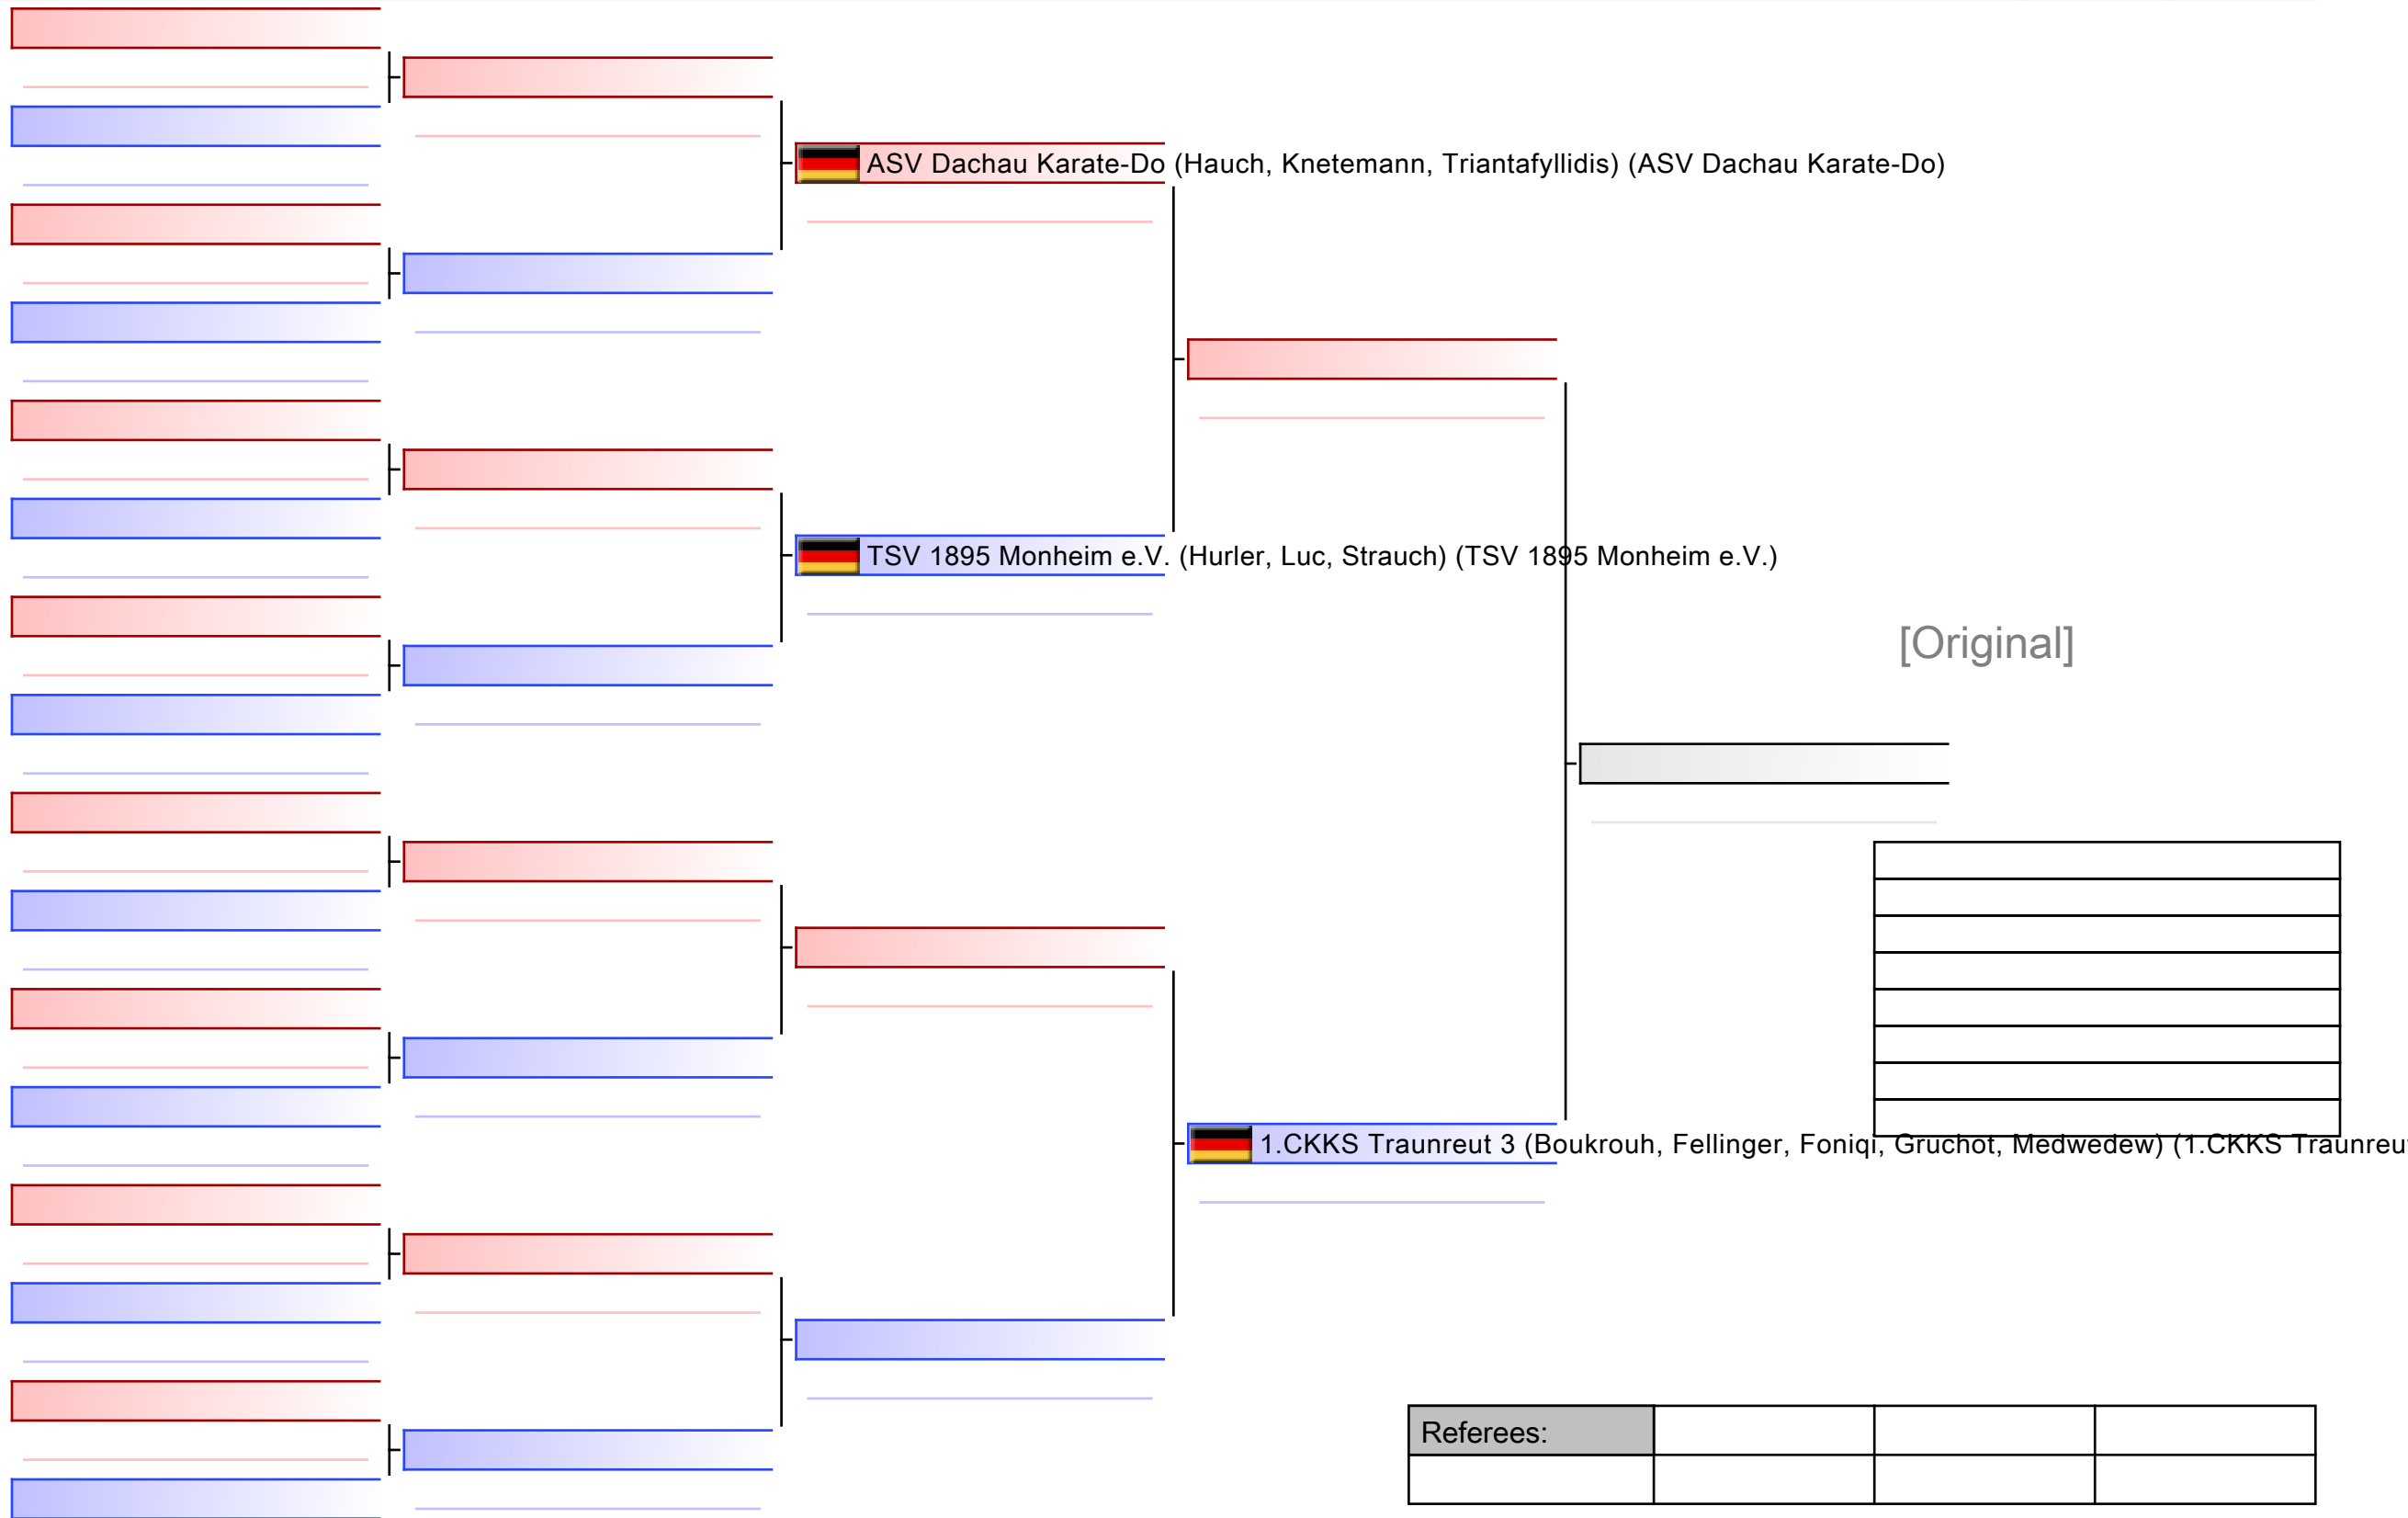 ASV Dachau Karate-Do (Hauch, Knetemann, Triantafyllidis) (ASV Dachau Karate-Do)
TSV 1895 Monheim e.V. (Hurler, Luc, Strauch) (TSV 1895 Monheim e.V.)
[Original]
1.CKKS Traunreut 3 (Boukrouh, Fellinger, Foniqi, Gruchot, Medwedew) (1.CKKS Traunreu
Referees: